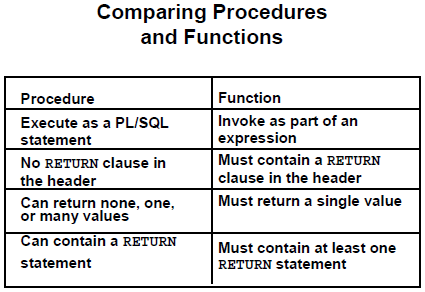 Comparing Procedures
and Functions
Procedure
Function
Execute as a PL/SQL
statement
Invoke as part of an
expression
No RETURN clause in
the header
Must contain a RETURN
clause in the header
Can return none, one,
or many values
Must return a single value
Can contain a RETURN
statement
Must contain at least one
RETURN statement